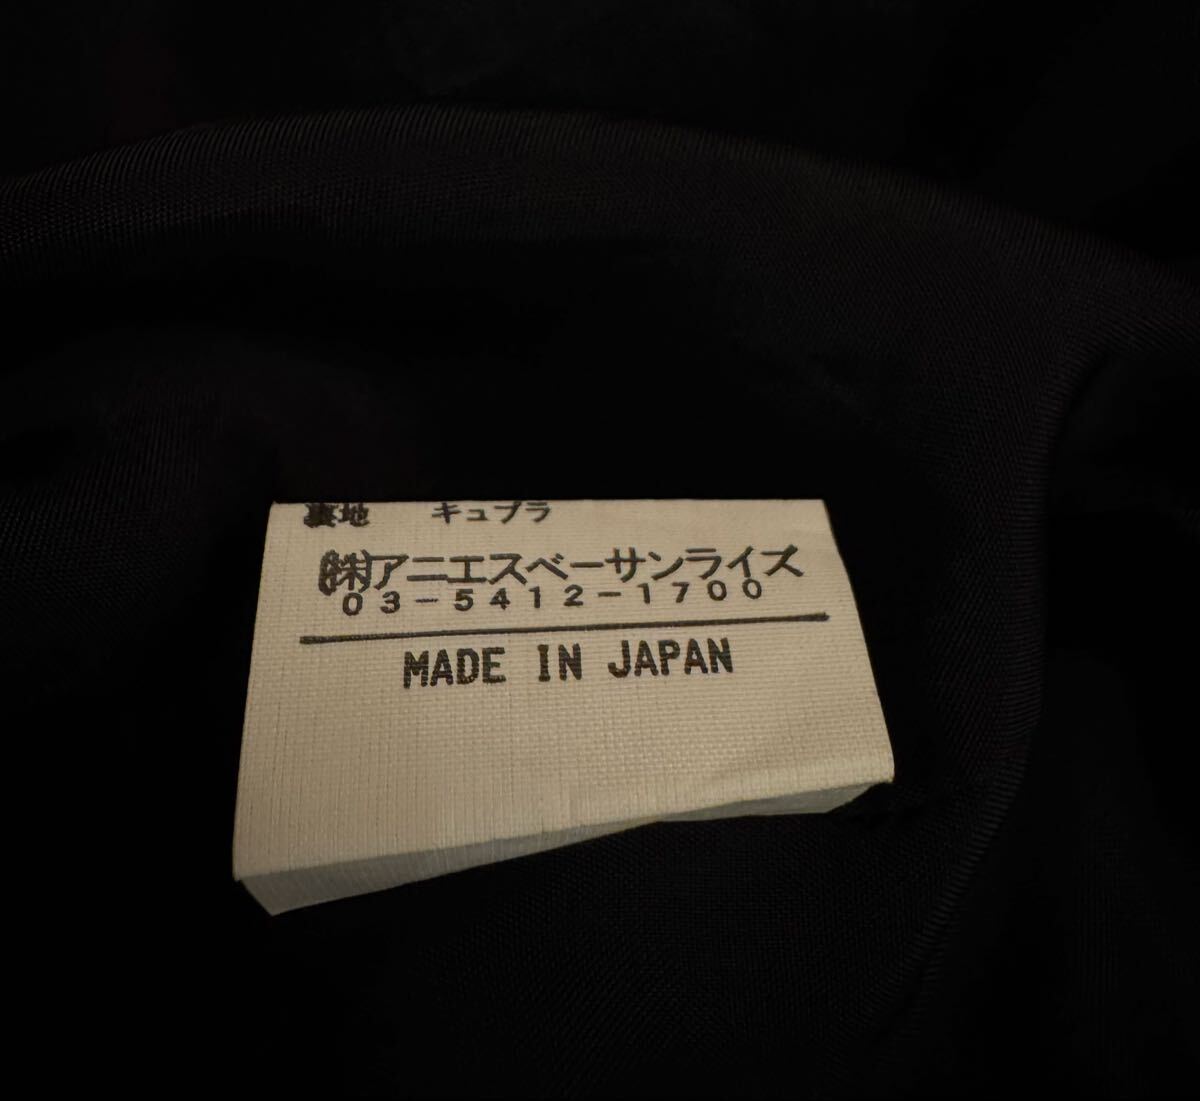 裏地 キュプラ
(株)アニエスベーサンライズ
03-5412-1700
MADE IN JAPAN